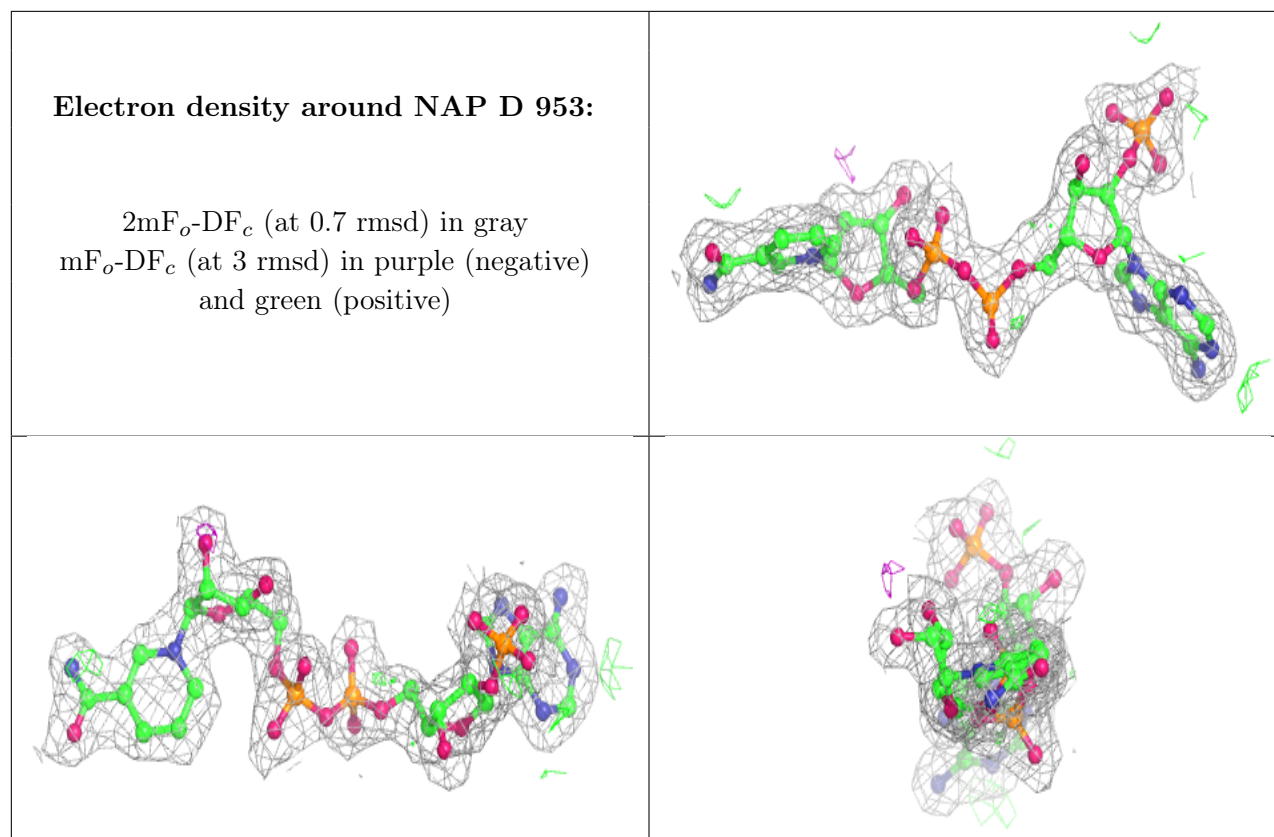 Electron density around NAP D 953:
2mFo-DFc (at 0.7 rmsd) in gray
mFo-DFc (at 3 rmsd) in purple (negative)
and green (positive)